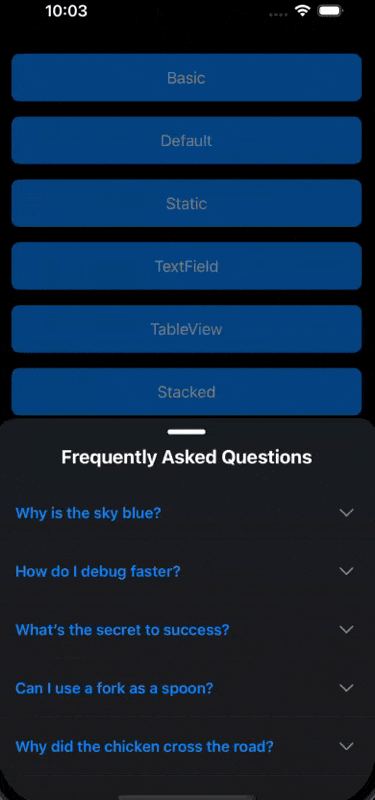 10:03
Basic
Default
Static
TextField
TableView
Stacked
Frequently Asked Questions
Why is the sky blue?
How do I debug faster?
What's the secret to success?
Can I use a fork as a spoon?
Why did the chicken cross the road?